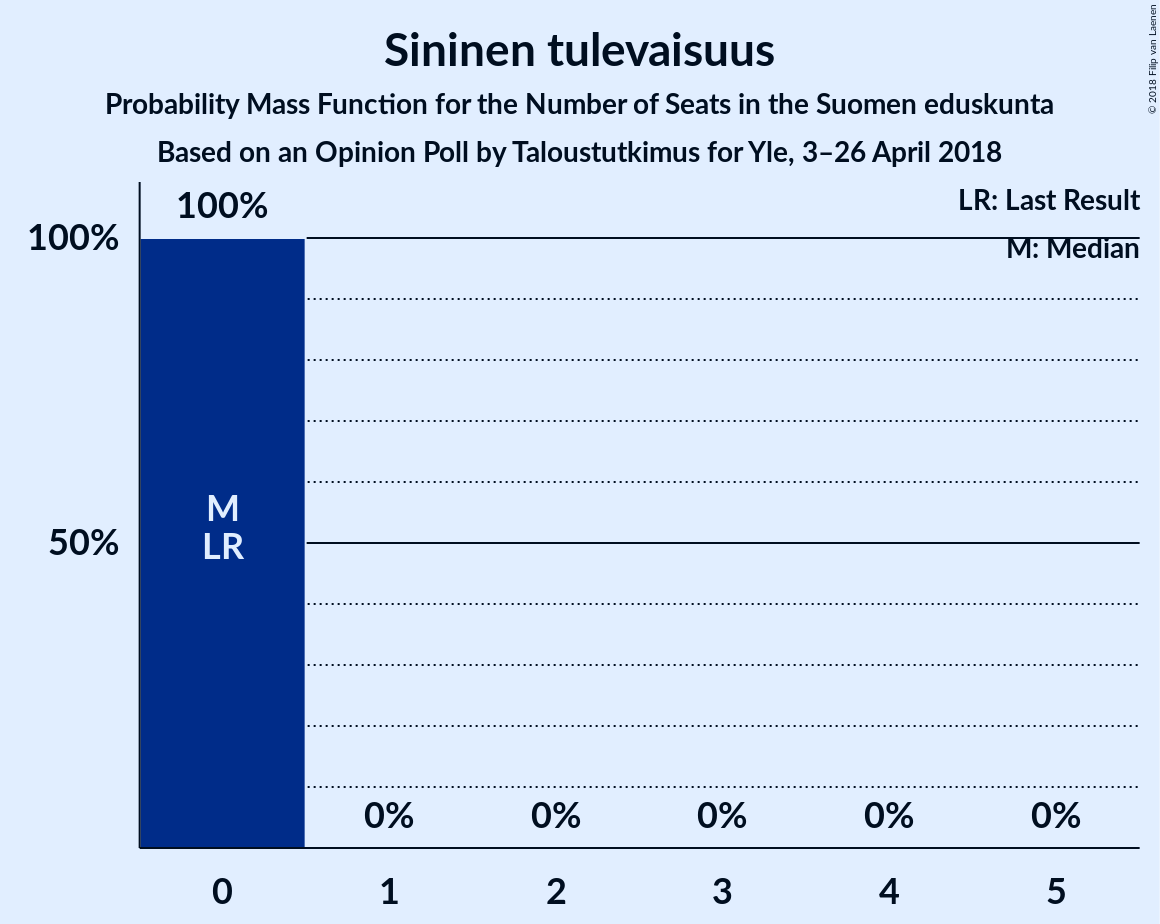 Sininen tulevaisuus
Probability Mass Function for the Number of Seats in the Suomen eduskunta
Based on an Opinion Poll by Taloustutkimus for Yle, 3–26 April 2018
© 2018 Filip van Laenen
LR: Last Result
M: Median
100%
100%
50%
M
LR
0% 0% 0% 0% 0%
0 1 2 3 4 5